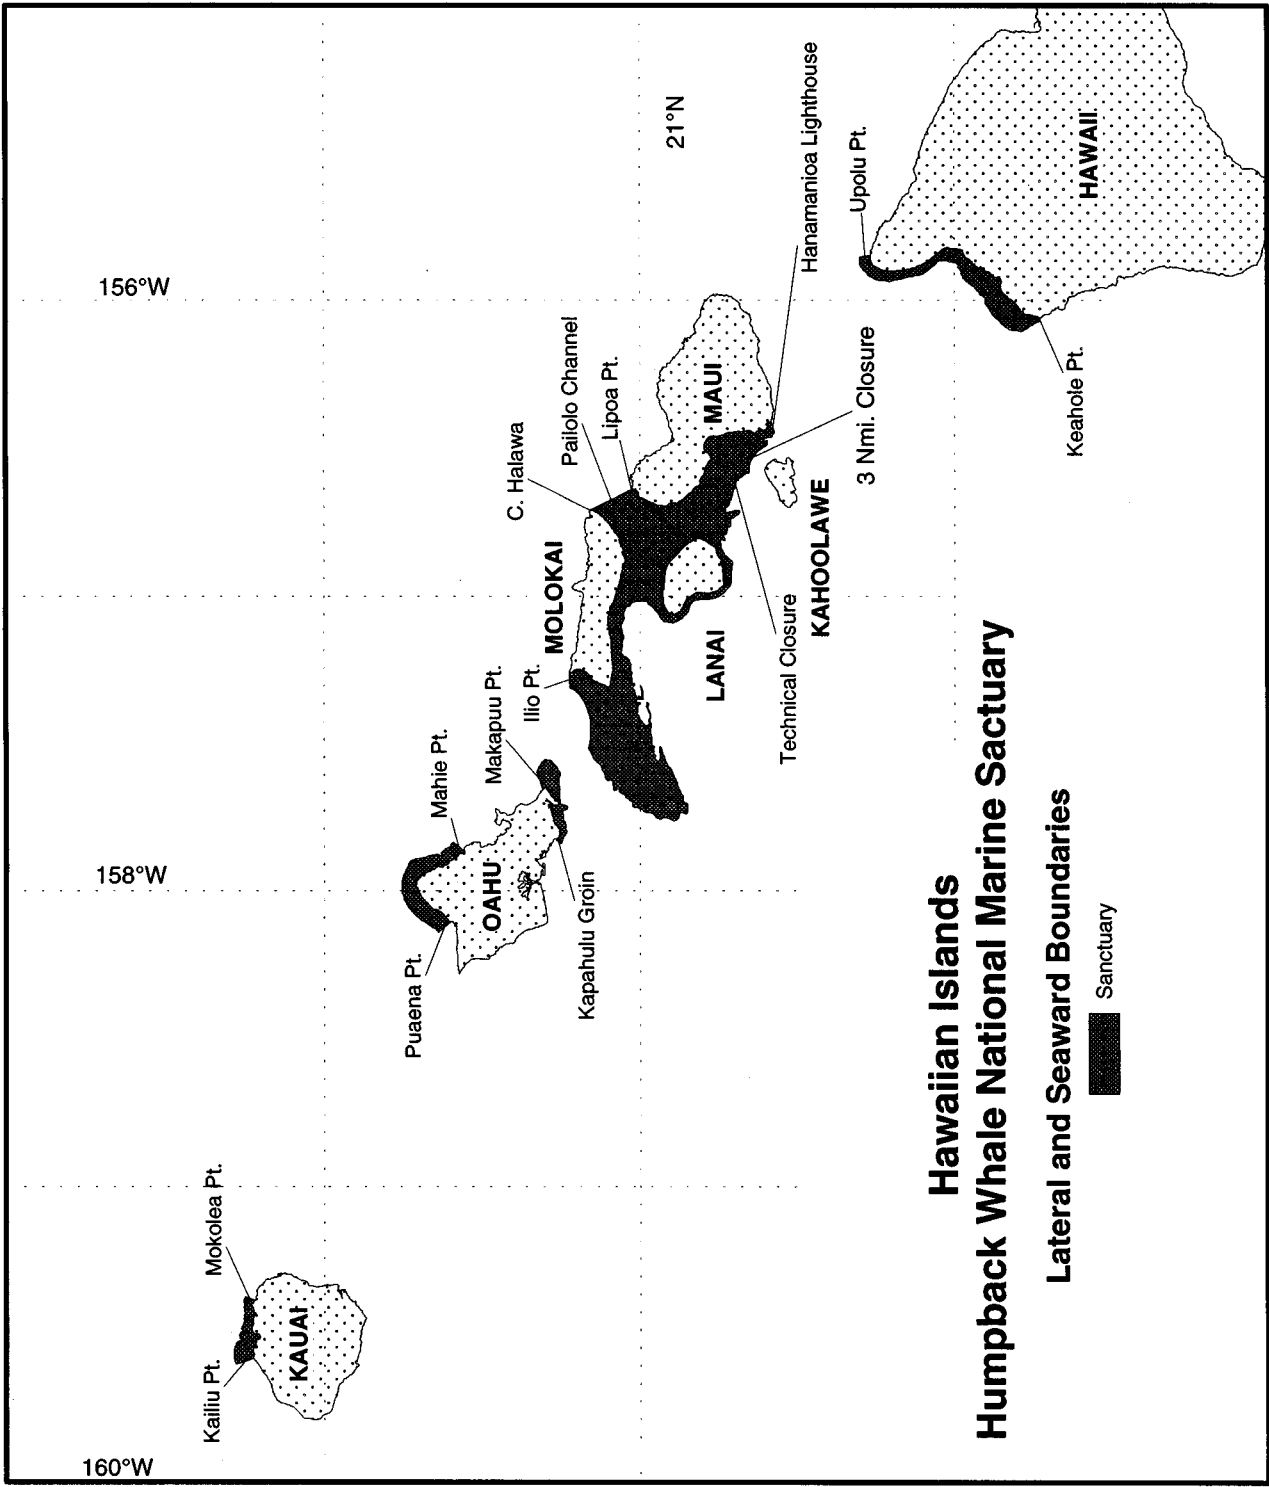 160°W
158°W
156°W
21°N
Kailiu Pt.
Mokolea Pt.
KAUAI
Puaena Pt.
Mahie Pt.
OAHU
Makapuu Pt.
Kapahulu Groin
Ilio Pt.
MOLOKAI
C. Halawa
Pailolo Channel
Lipoa Pt.
MAUI
LANAI
KAHOOLAWE
Technical Closure
3 Nmi. Closure
Hanamanioa Lighthouse
Upolu Pt.
HAWAII
Keahole Pt.
Hawaiian Islands
Humpback Whale National Marine Sactuary
Lateral and Seaward Boundaries
Sanctuary